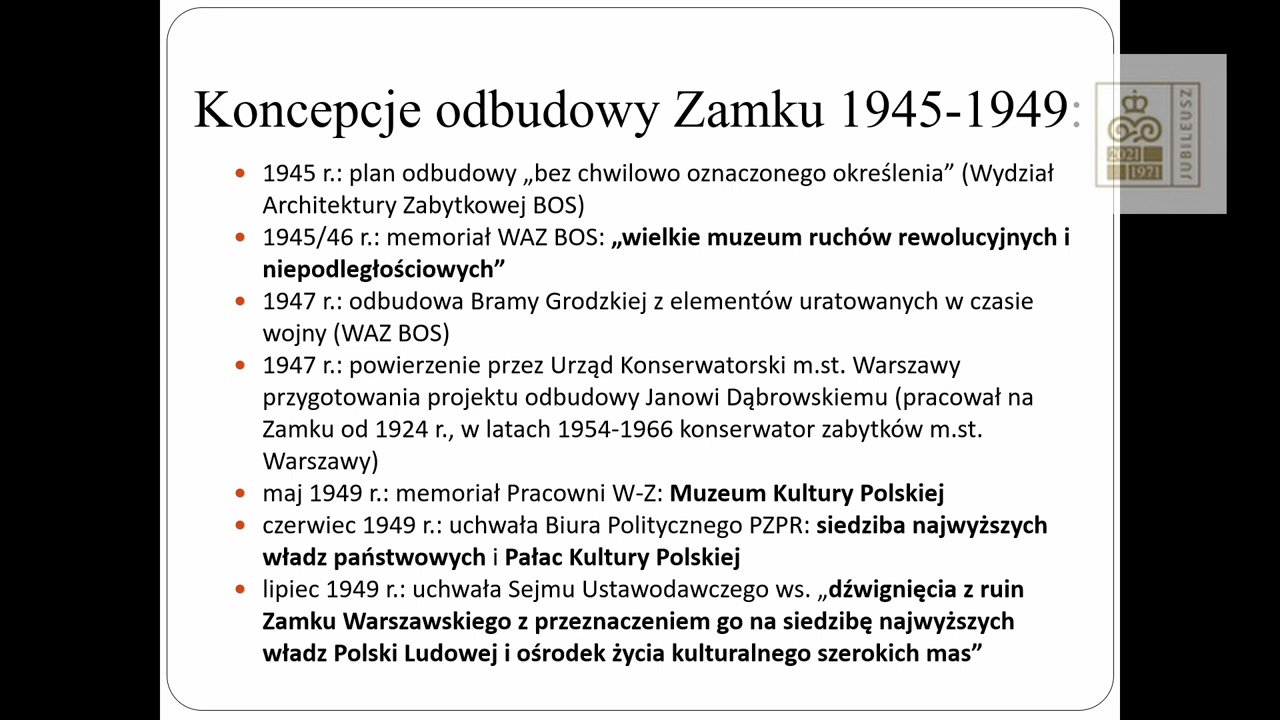 Koncepcje odbudowy Zamku 1945-1949:
1945 r.: plan odbudowy „bez chwilowo oznaczonego określenia” (Wydział
Architektury Zabytkowej BOS)
1945/46 r.: memoriał WAZ BOS: „wielkie muzeum ruchów rewolucyjnych i
niepodległościowych”
1947 r.: odbudowa Bramy Grodzkiej z elementów uratowanych w czasie
wojny (WAZ BOS)
1947 r.: powierzenie przez Urząd Konserwatorski m.st. Warszawy
przygotowania projektu odbudowy Janowi Dąbrowskiemu (pracował na
Zamku od 1924 r., w latach 1954-1966 konserwator zabytków m.st.
Warszawy)
maj 1949 r.: memoriał Pracowni W-Z: Muzeum Kultury Polskiej
czerwiec 1949 r.: uchwała Biura Politycznego PZPR: siedziba najwyższych
władz państwowych i Pałac Kultury Polskiej
lipiec 1949 r.: uchwała Sejmu Ustawodawczego ws. „dźwignięcia z ruin
Zamku Warszawskiego z przeznaczeniem go na siedzibę najwyższych
władz Polski Ludowej i ośrodek życia kulturalnego szerokich mas”
2021
1971
JUBILEUSZ